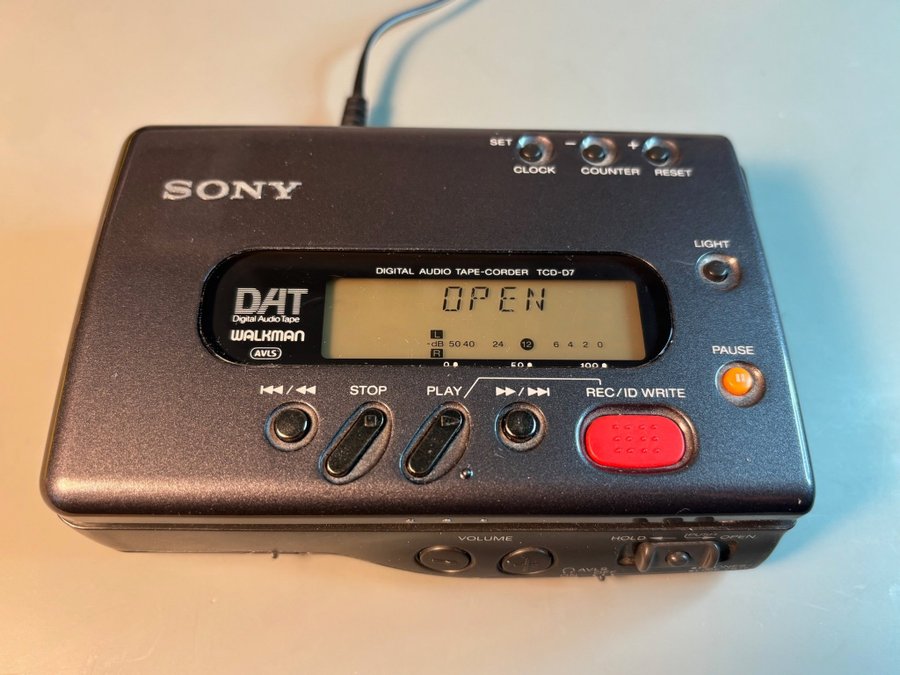 SET - +
CLOCK COUNTER RESET
SONY
LIGHT
DIGITAL AUDIO TAPE-CORDER TCD-D7
OPEN
DAT
Digital Audio Tape
WALKMAN
AVLS
L
-dB 50 40 24 12 6 4 2 0
R
0 50 100
PAUSE
⏮/◀◀ STOP PLAY ▶▶/⏭ REC/ID WRITE
VOLUME
HOLD OPEN
AVLS